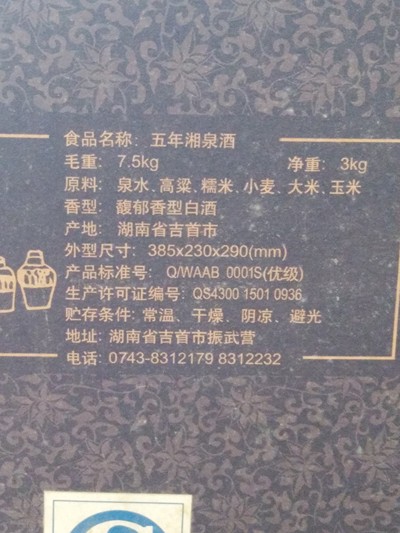 食品名称: 五年湘泉酒
毛重: 7.5kg 净重: 3kg
原料: 泉水、高粱、糯米、小麦、大米、玉米
香型: 馥郁香型白酒
产地: 湖南省吉首市
外型尺寸: 385x230x290(mm)
产品标准号: Q/WAAB 0001S(优级)
生产许可证编号: QS4300 1501 0936
贮存条件: 常温、干燥、阴凉、避光
地址: 湖南省吉首市振武营
电话: 0743-8312179 8312232